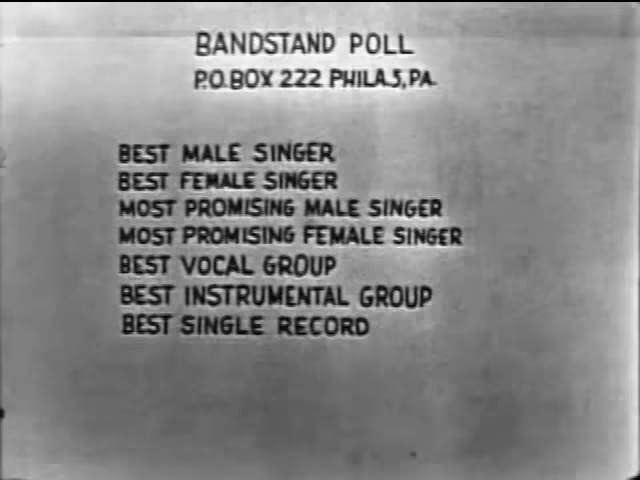 BANDSTAND POLL
P.O. BOX 222 PHILA 5, PA.
BEST MALE SINGER
BEST FEMALE SINGER
MOST PROMISING MALE SINGER
MOST PROMISING FEMALE SINGER
BEST VOCAL GROUP
BEST INSTRUMENTAL GROUP
BEST SINGLE RECORD